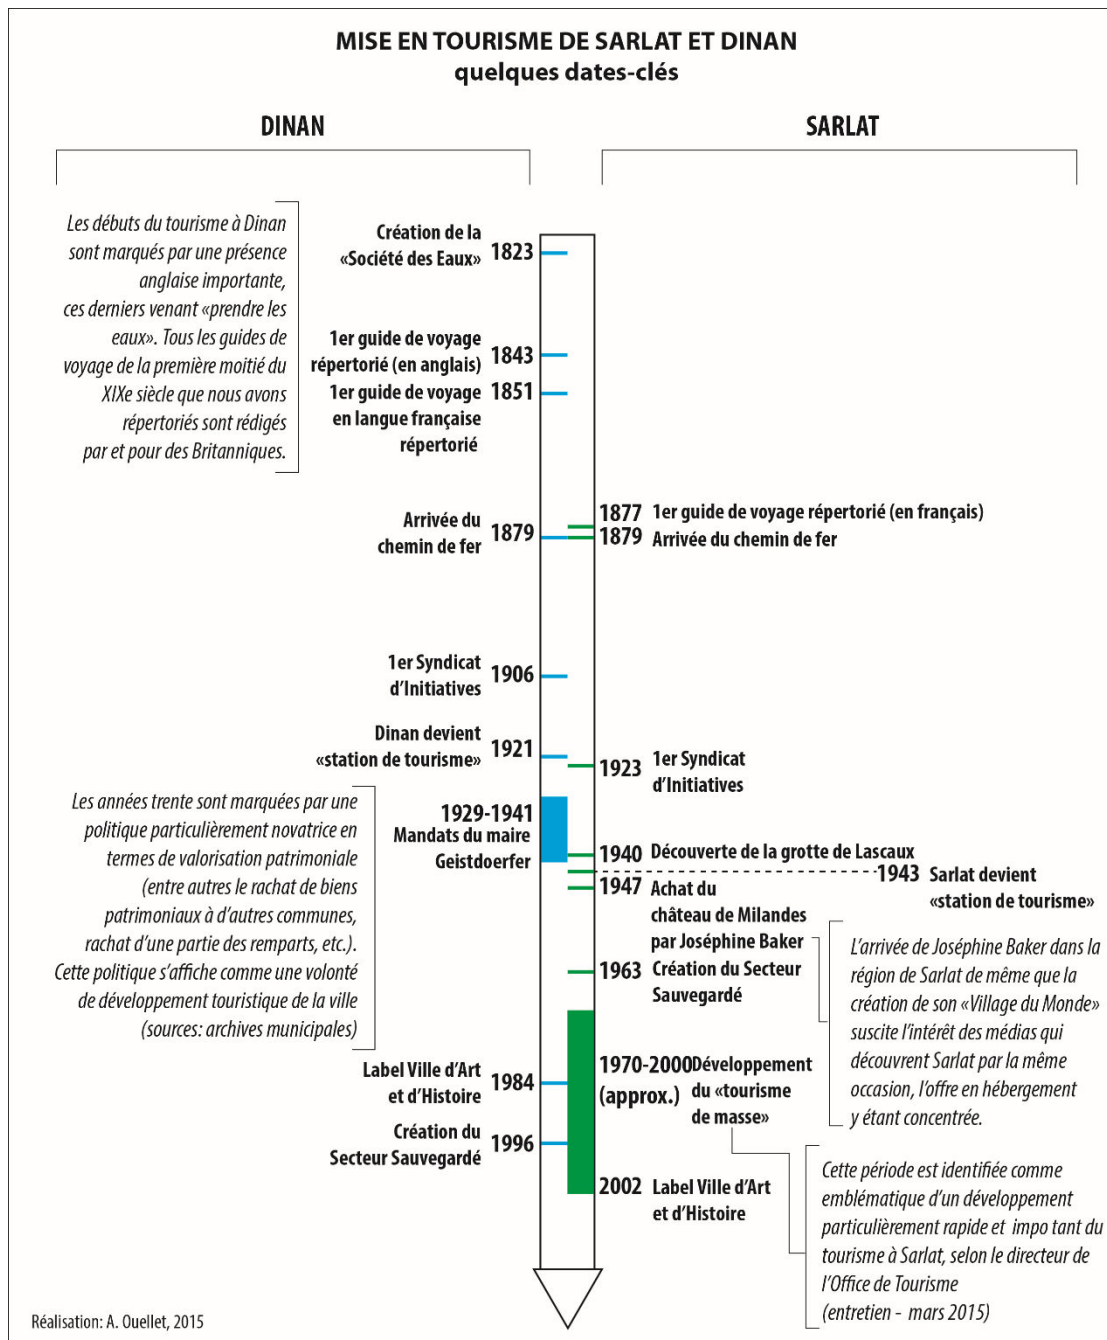 MISE EN TOURISME DE SARLAT ET DINAN
quelques dates-clés
DINAN
SARLAT
Les débuts du tourisme à Dinan
sont marqués par une présence
anglaise importante,
ces derniers venant «prendre les
eaux». Tous les guides de
voyage de la première moitié du
XIXe siècle que nous avons
répertoriés sont rédigés
par et pour des Britanniques.
Création de la
«Société des Eaux»
1823
1er guide de voyage
répertorié (en anglais)
1843
1er guide de voyage
en langue française
répertorié
1851
1877 1er guide de voyage répertorié (en français)
Arrivée du
chemin de fer
1879
1879 Arrivée du chemin de fer
1er Syndicat
d'Initiatives
1906
Dinan devient
«station de tourisme»
1921
1923 1er Syndicat
d'Initiatives
Les années trente sont marquées par une
politique particulièrement novatrice en
termes de valorisation patrimoniale
(entre autres le rachat de biens
patrimoniaux à d'autres communes,
rachat d'une partie des remparts, etc.).
Cette politique s'affiche comme une volonté
de développement touristique de la ville
(sources: archives municipales)
1929-1941
Mandats du maire
Geistdoerfer
1940 Découverte de la grotte de Lascaux
1943 Sarlat devient
«station de tourisme»
1947 Achat du
château de Milandes
par Joséphine Baker
L'arrivée de Joséphine Baker dans la
région de Sarlat de même que la
création de son «Village du Monde»
suscite l'intérêt des médias qui
découvrent Sarlat par la même
occasion, l'offre en hébergement
y étant concentrée.
1963 Création du Secteur
Sauvegardé
1970-2000 Développement
(approx.) du «tourisme
de masse»
Label Ville d'Art
et d'Histoire
1984
Création du
Secteur Sauvegardé
1996
2002 Label Ville d'Art
et d'Histoire
Cette période est identifiée comme
emblématique d'un développement
particulièrement rapide et impo tant du
tourisme à Sarlat, selon le directeur de
l'Office de Tourisme
(entretien - mars 2015)
Réalisation: A. Ouellet, 2015